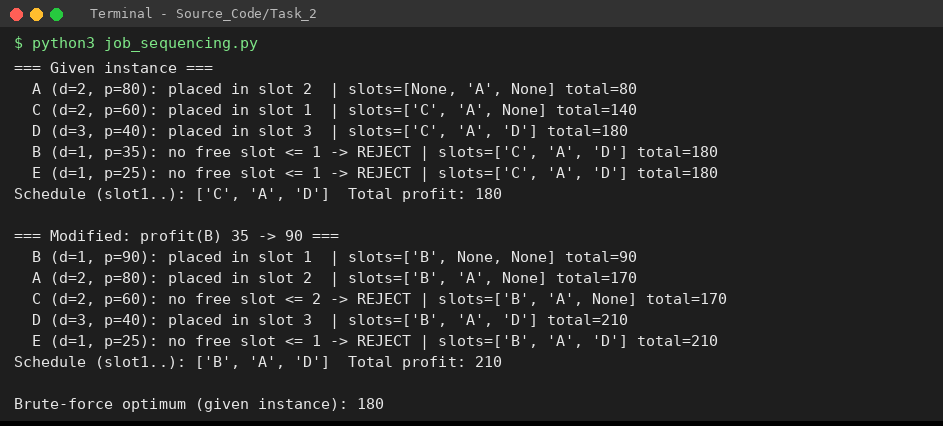 Terminal - Source_Code/Task_2
$ python3 job_sequencing.py
=== Given instance ===
  A (d=2, p=80): placed in slot 2  | slots=[None, 'A', None] total=80
  C (d=2, p=60): placed in slot 1  | slots=['C', 'A', None] total=140
  D (d=3, p=40): placed in slot 3  | slots=['C', 'A', 'D'] total=180
  B (d=1, p=35): no free slot <= 1 -> REJECT | slots=['C', 'A', 'D'] total=180
  E (d=1, p=25): no free slot <= 1 -> REJECT | slots=['C', 'A', 'D'] total=180
Schedule (slot1..): ['C', 'A', 'D']  Total profit: 180

=== Modified: profit(B) 35 -> 90 ===
  B (d=1, p=90): placed in slot 1  | slots=['B', None, None] total=90
  A (d=2, p=80): placed in slot 2  | slots=['B', 'A', None] total=170
  C (d=2, p=60): no free slot <= 2 -> REJECT | slots=['B', 'A', None] total=170
  D (d=3, p=40): placed in slot 3  | slots=['B', 'A', 'D'] total=210
  E (d=1, p=25): no free slot <= 1 -> REJECT | slots=['B', 'A', 'D'] total=210
Schedule (slot1..): ['B', 'A', 'D']  Total profit: 210

Brute-force optimum (given instance): 180